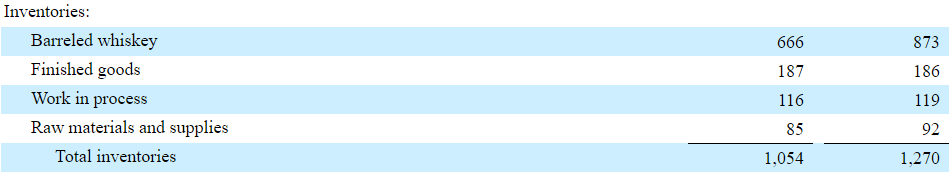 Inventories:
Barreled whiskey 666 873
Finished goods 187 186
Work in process 116 119
Raw materials and supplies 85 92
Total inventories 1,054 1,270